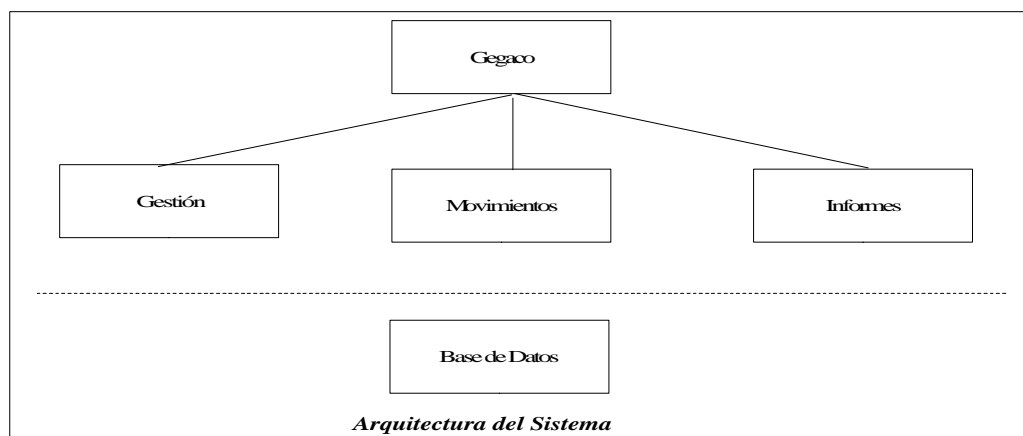 Gegaco
Gestión
Movimientos
Informes
Base de Datos
Arquitectura del Sistema